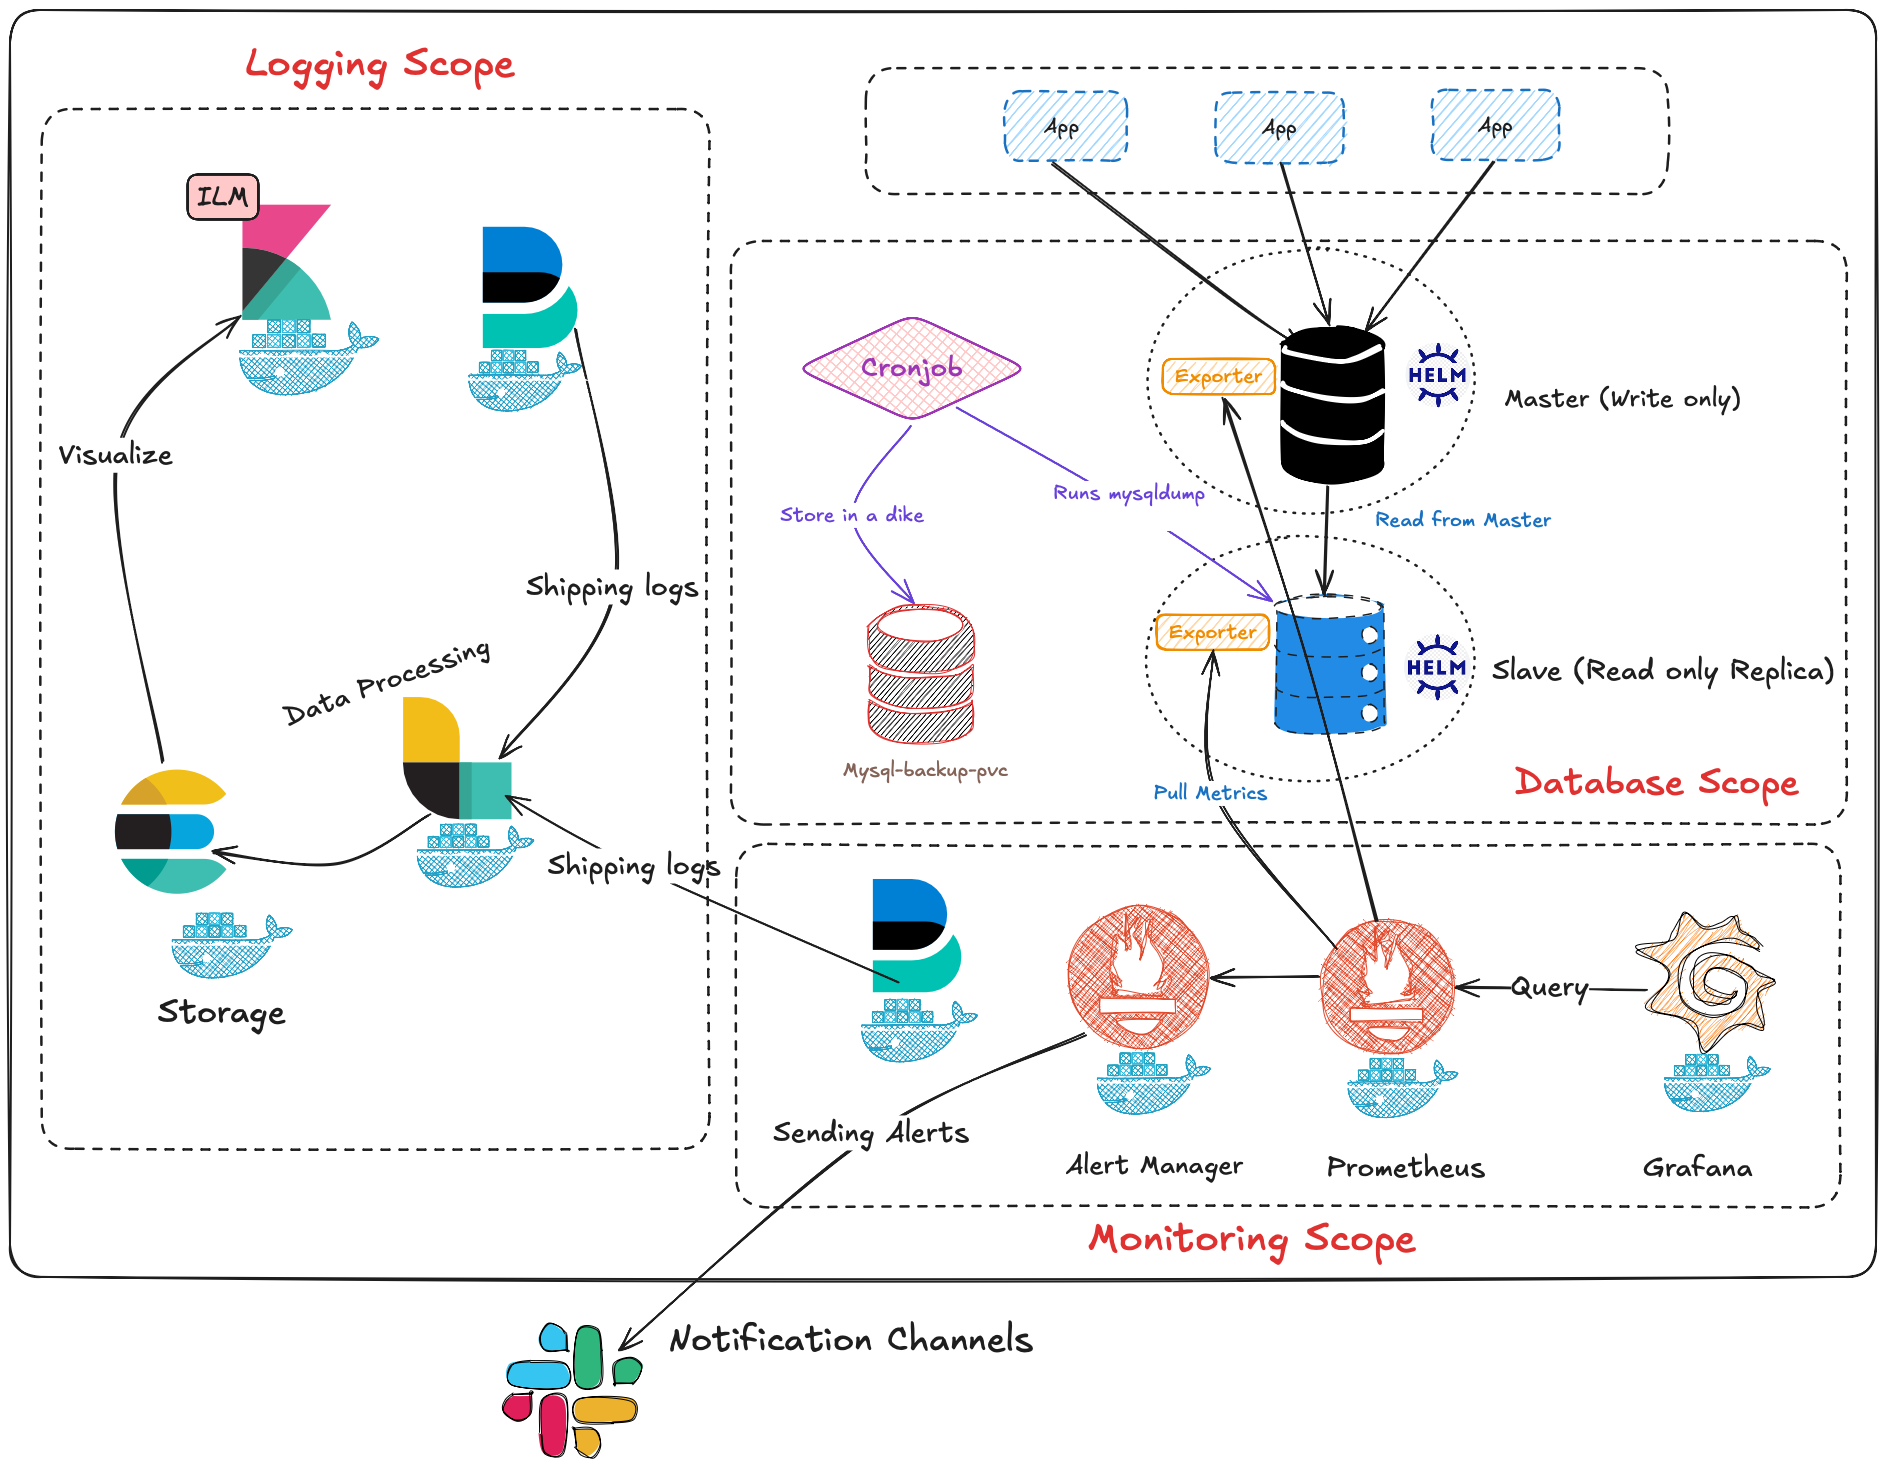 Logging Scope
App
App
App
ILM
Cronjob
Exporter
HELM
Master (Write only)
Visualize
Runs mysqldump
Store in a dike
Read from Master
Shipping logs
Exporter
HELM
Slave (Read only Replica)
Data Processing
Mysql-backup-pvc
Database Scope
Pull Metrics
Shipping logs
Query
Storage
Sending Alerts
Alert Manager
Prometheus
Grafana
Monitoring Scope
Notification Channels